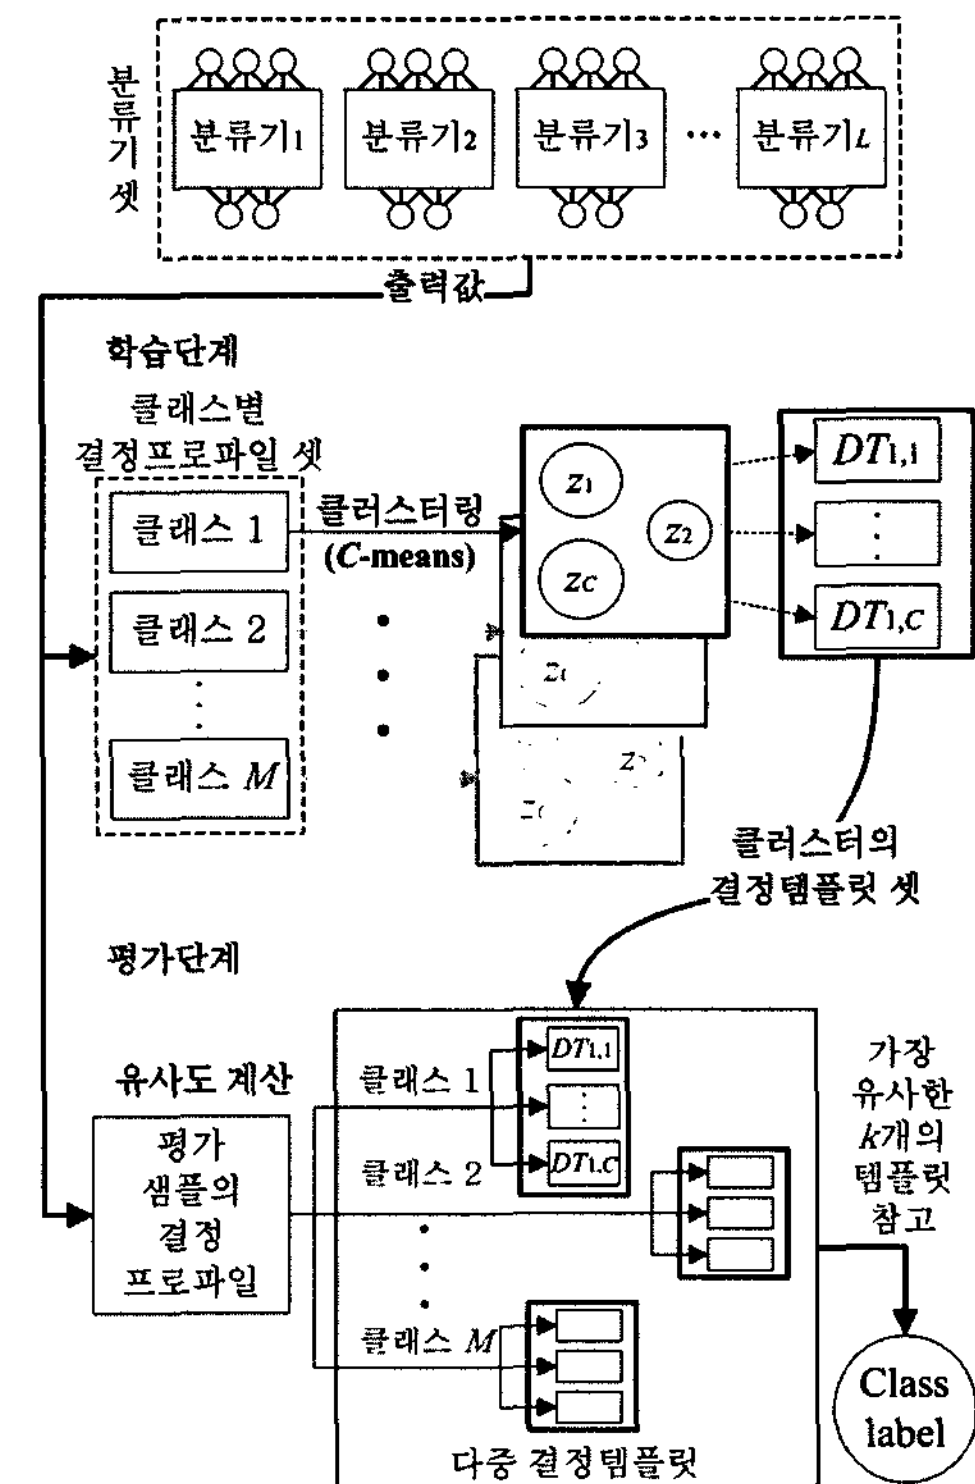 분류기 셋
분류기1
분류기2
분류기3
...
분류기L
출력값
학습단계
클래스별
결정프로파일 셋
클래스 1
클래스 2
클래스 M
클러스터링
(C-means)
z1
z2
zC
DT1,1
DT1,C
클러스터의
결정템플릿 셋
평가단계
유사도 계산
평가
샘플의
결정
프로파일
클래스 1
클래스 2
클래스 M
DT1,1
DT1,C
다중 결정템플릿
가장
유사한
k개의
템플릿
참고
Class
label